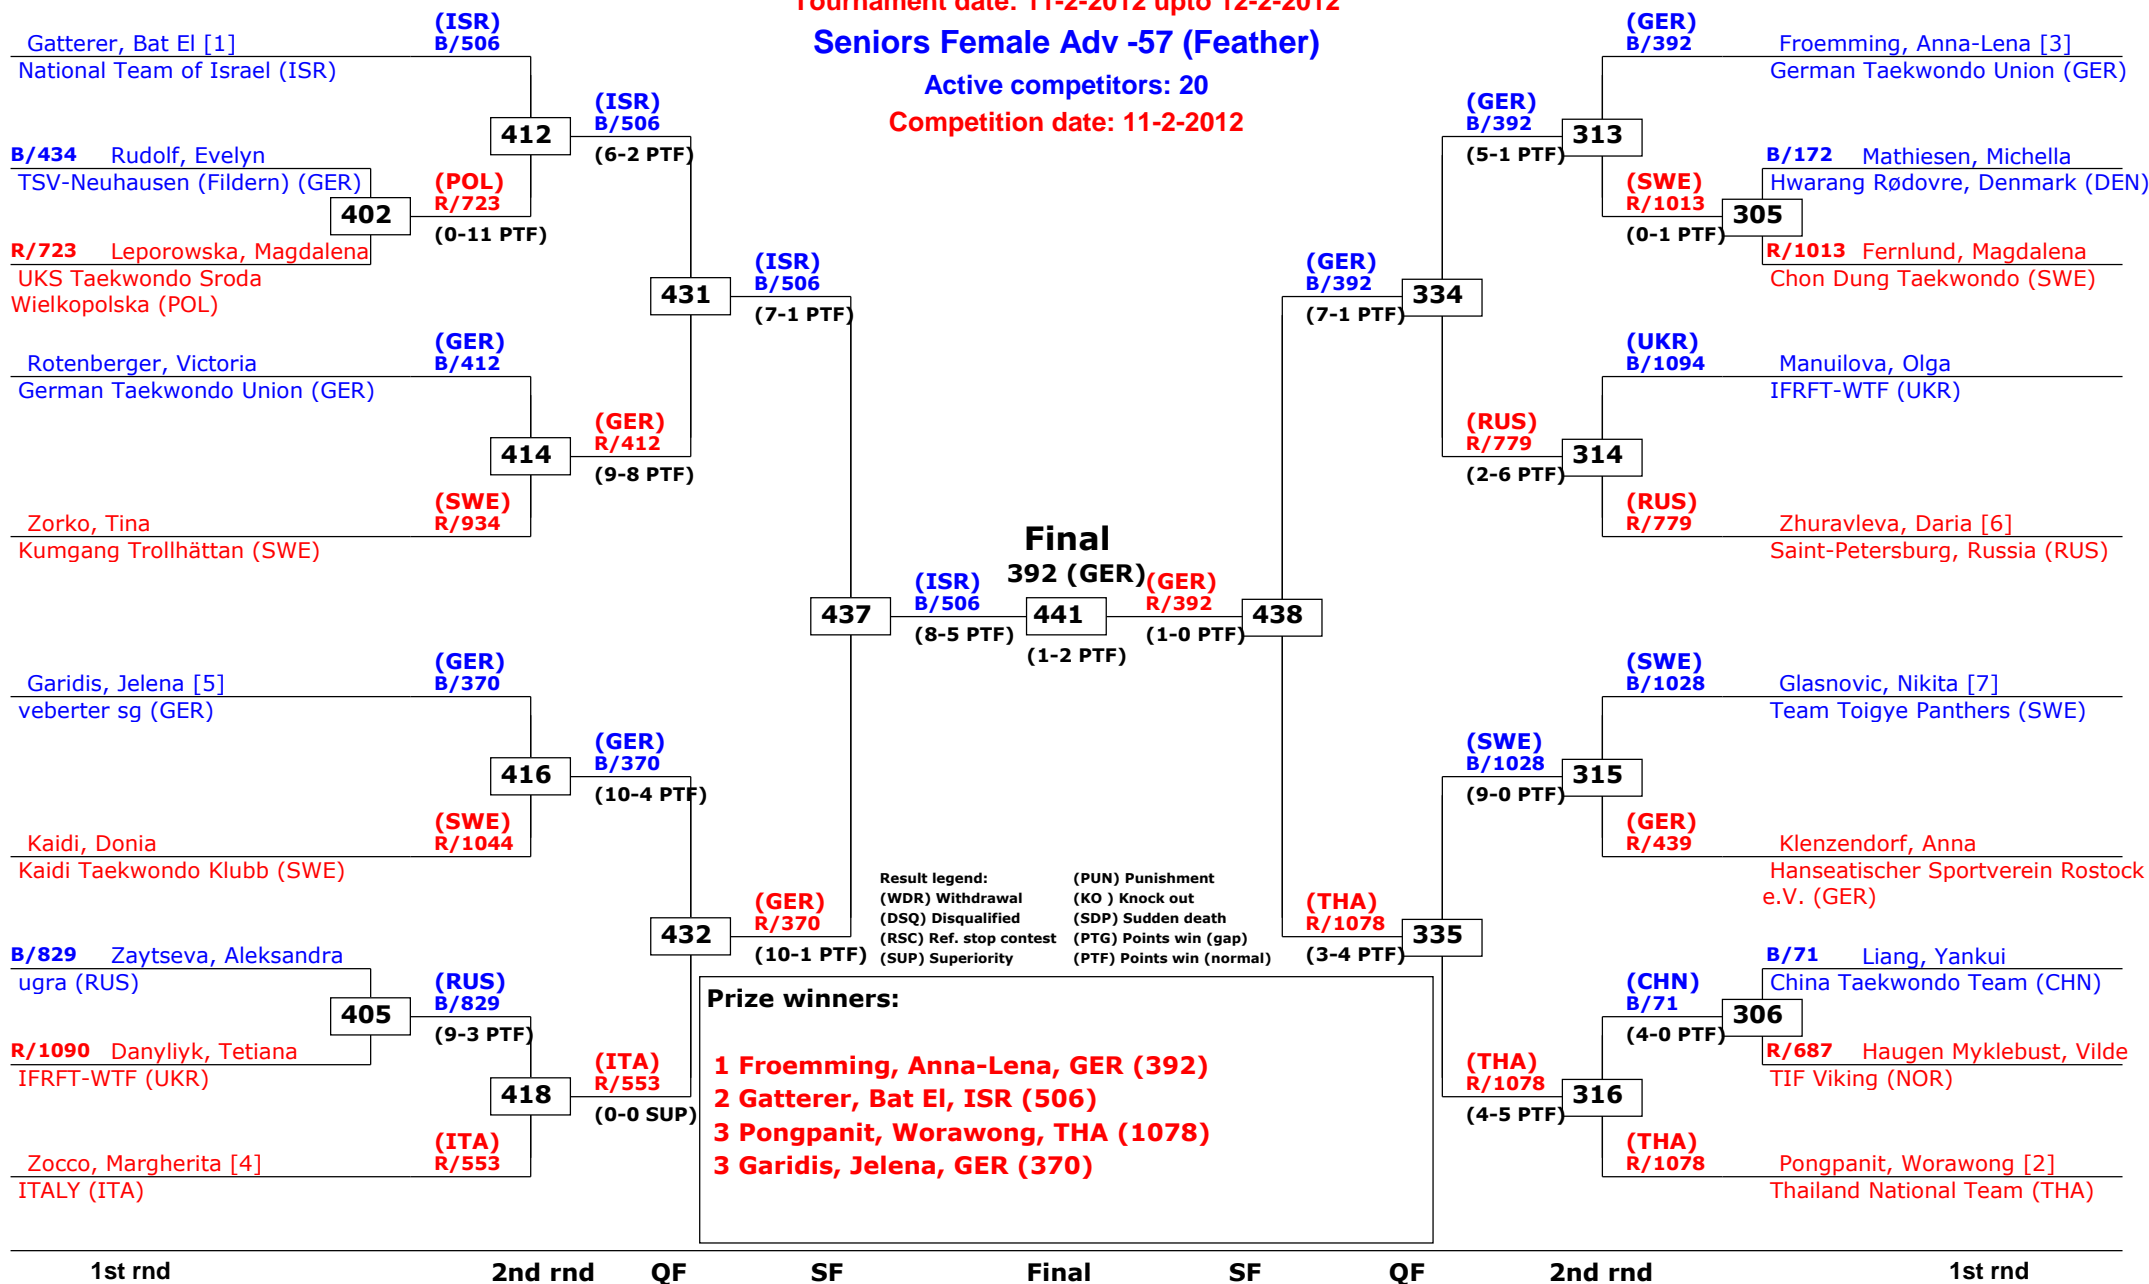 Tournament date: 11-2-2012 upto 12-2-2012
Seniors Female Adv -57 (Feather)
Active competitors: 20
Competition date: 11-2-2012
Gatterer, Bat El [1]
National Team of Israel (ISR)
(ISR)
B/506
B/434 Rudolf, Evelyn
TSV-Neuhausen (Fildern) (GER)
402
R/723 Leporowska, Magdalena
UKS Taekwondo Sroda
Wielkopolska (POL)
(POL)
R/723
(0-11 PTF)
412
(ISR)
B/506
(6-2 PTF)
Rotenberger, Victoria
German Taekwondo Union (GER)
(GER)
B/412
414
(GER)
R/412
(9-8 PTF)
Zorko, Tina
Kumgang Trollhättan (SWE)
(SWE)
R/934
431
(ISR)
B/506
(7-1 PTF)
Garidis, Jelena [5]
veberter sg (GER)
(GER)
B/370
416
(GER)
B/370
(10-4 PTF)
Kaidi, Donia
Kaidi Taekwondo Klubb (SWE)
(SWE)
R/1044
432
(GER)
R/370
(10-1 PTF)
B/829 Zaytseva, Aleksandra
ugra (RUS)
405
R/1090 Danyliyk, Tetiana
IFRFT-WTF (UKR)
(RUS)
B/829
(9-3 PTF)
418
(ITA)
R/553
(0-0 SUP)
Zocco, Margherita [4]
ITALY (ITA)
(ITA)
R/553
437
(ISR)
B/506
(8-5 PTF)
Final
392 (GER)
441
(1-2 PTF)
(GER)
R/392
(1-0 PTF)
438
(GER)
B/392
(7-1 PTF)
334
(GER)
B/392
(5-1 PTF)
313
(GER)
B/392
Froemming, Anna-Lena [3]
German Taekwondo Union (GER)
(SWE)
R/1013
(0-1 PTF)
305
B/172 Mathiesen, Michella
Hwarang Rødovre, Denmark (DEN)
R/1013 Fernlund, Magdalena
Chon Dung Taekwondo (SWE)
(RUS)
R/779
(2-6 PTF)
314
(UKR)
B/1094
Manuilova, Olga
IFRFT-WTF (UKR)
(RUS)
R/779
Zhuravleva, Daria [6]
Saint-Petersburg, Russia (RUS)
(THA)
R/1078
(3-4 PTF)
335
(SWE)
B/1028
(9-0 PTF)
315
(SWE)
B/1028
Glasnovic, Nikita [7]
Team Toigye Panthers (SWE)
(GER)
R/439
Klenzendorf, Anna
Hanseatischer Sportverein Rostock
e.V. (GER)
(THA)
R/1078
(4-5 PTF)
316
(CHN)
B/71
(4-0 PTF)
306
B/71 Liang, Yankui
China Taekwondo Team (CHN)
R/687 Haugen Myklebust, Vilde
TIF Viking (NOR)
(THA)
R/1078
Pongpanit, Worawong [2]
Thailand National Team (THA)
Result legend: (PUN) Punishment
(WDR) Withdrawal (KO ) Knock out
(DSQ) Disqualified (SDP) Sudden death
(RSC) Ref. stop contest (PTG) Points win (gap)
(SUP) Superiority (PTF) Points win (normal)
Prize winners:
1 Froemming, Anna-Lena, GER (392)
2 Gatterer, Bat El, ISR (506)
3 Pongpanit, Worawong, THA (1078)
3 Garidis, Jelena, GER (370)
1st rnd 2nd rnd QF SF Final SF QF 2nd rnd 1st rnd